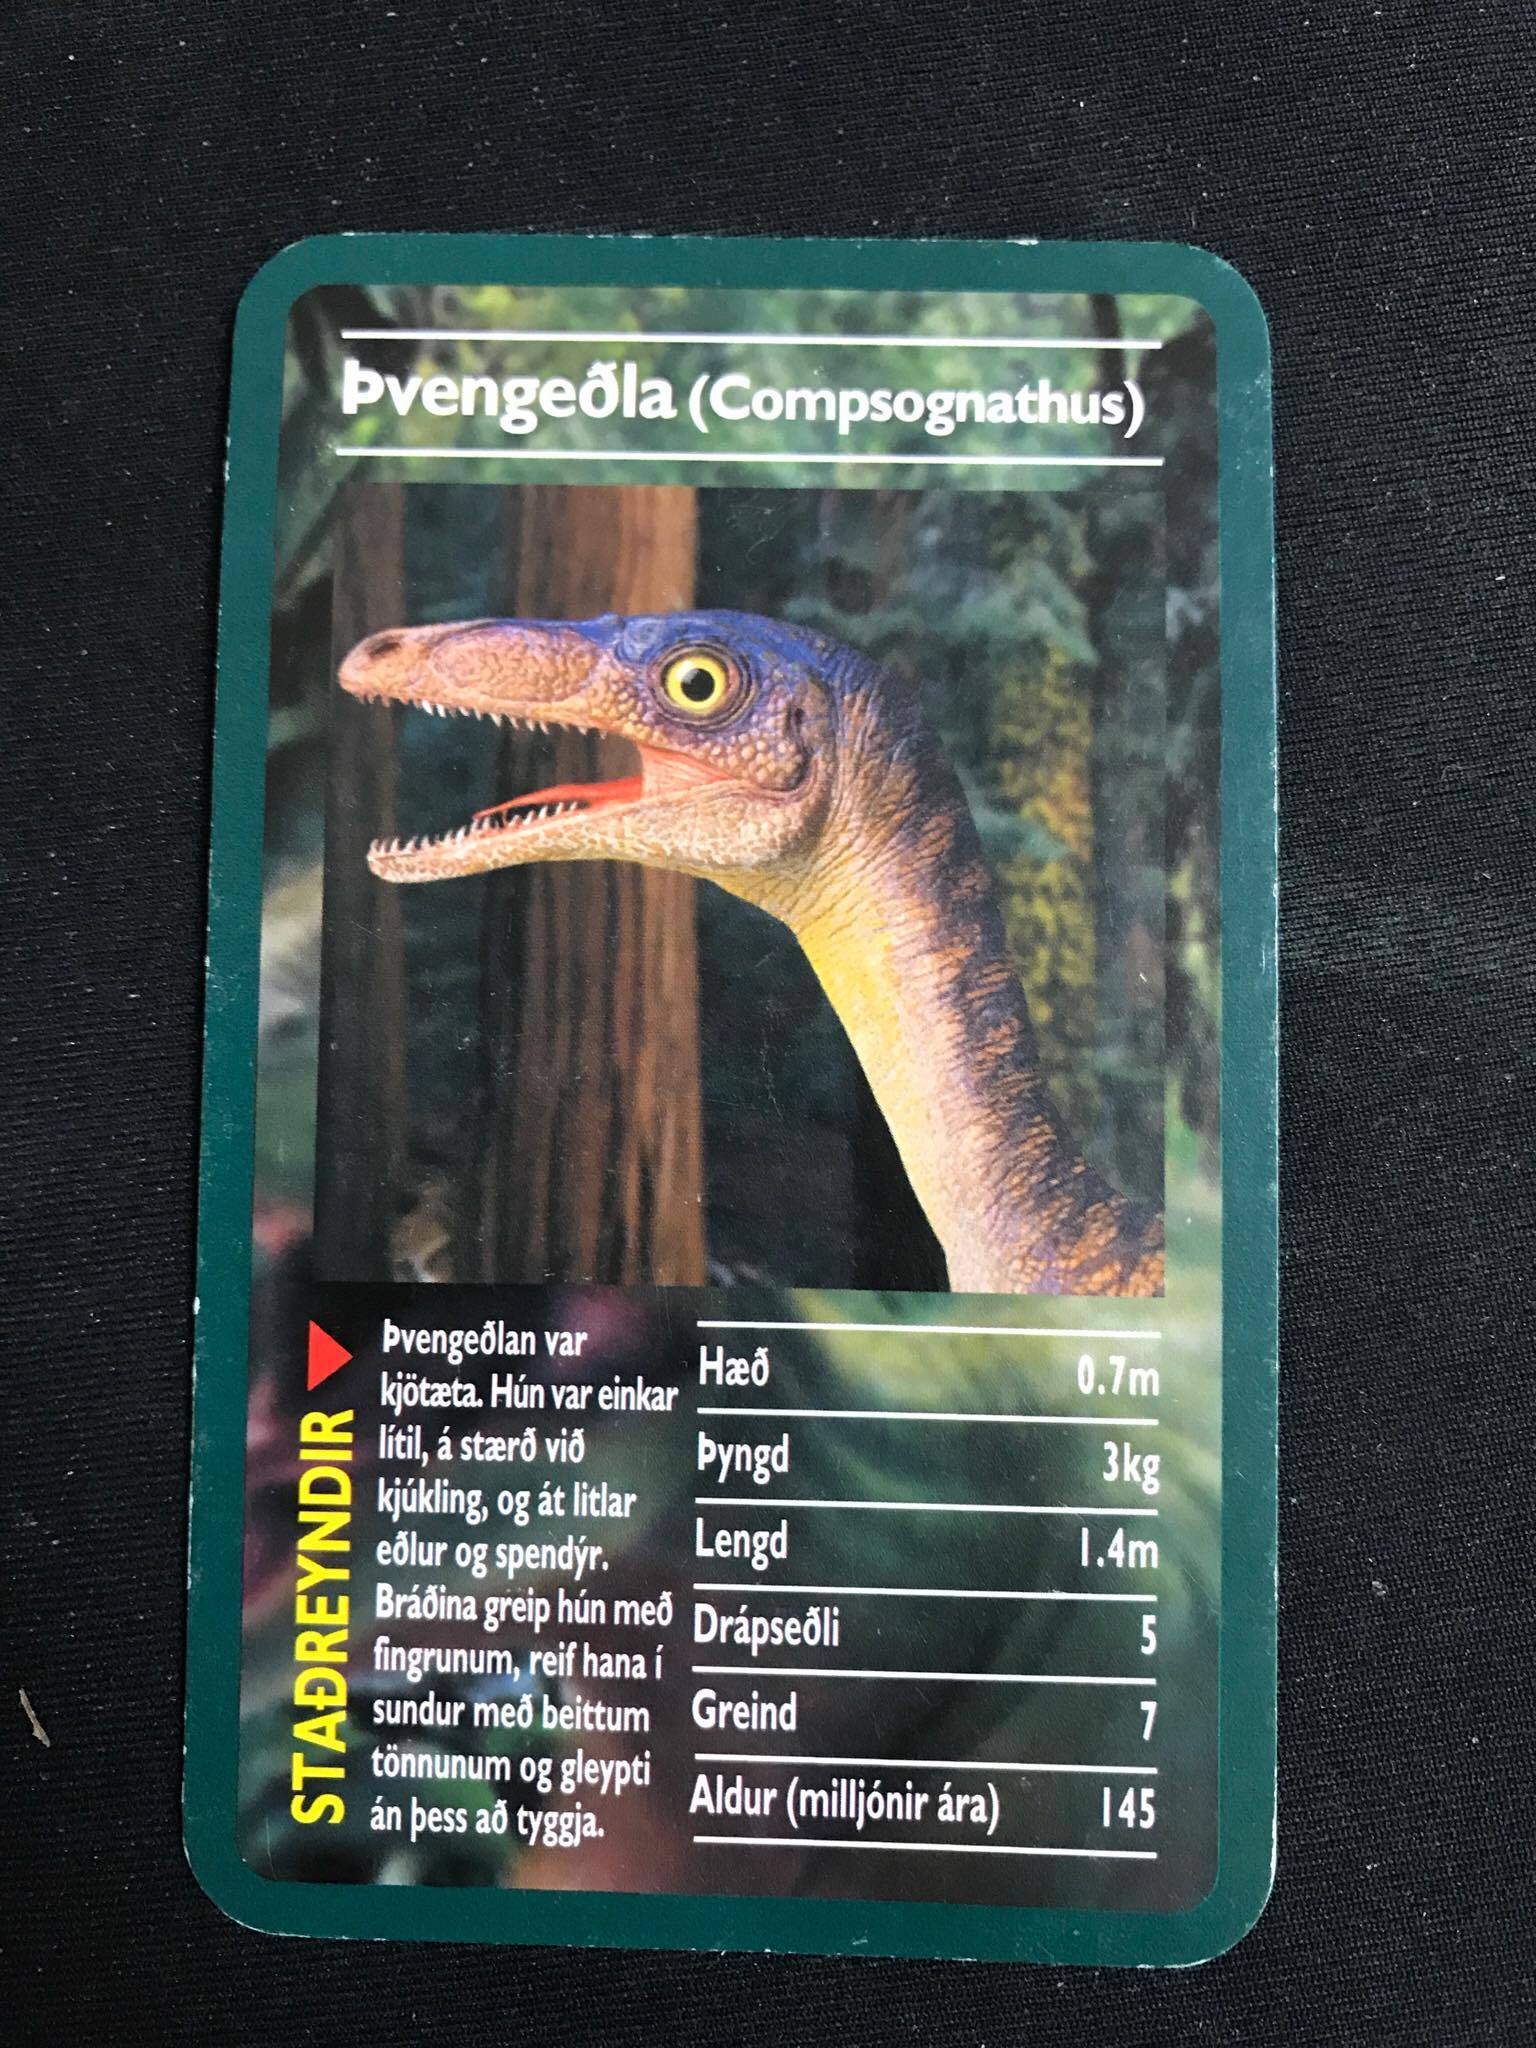 Þvengeðla (Compsognathus)
STAÐREYNDIR
Þvengeðlan var
kjötæta. Hún var einkar
lítil, á stærð við
kjúkling, og át litlar
eðlur og spendýr.
Bráðina greip hún með
fingrunum, reif hana í
sundur með beittum
tönnunum og gleypti
án þess að tyggja.
Hæð 0.7m
Þyngd 3kg
Lengd 1.4m
Drápseðli 5
Greind 7
Aldur (milljónir ára) 145